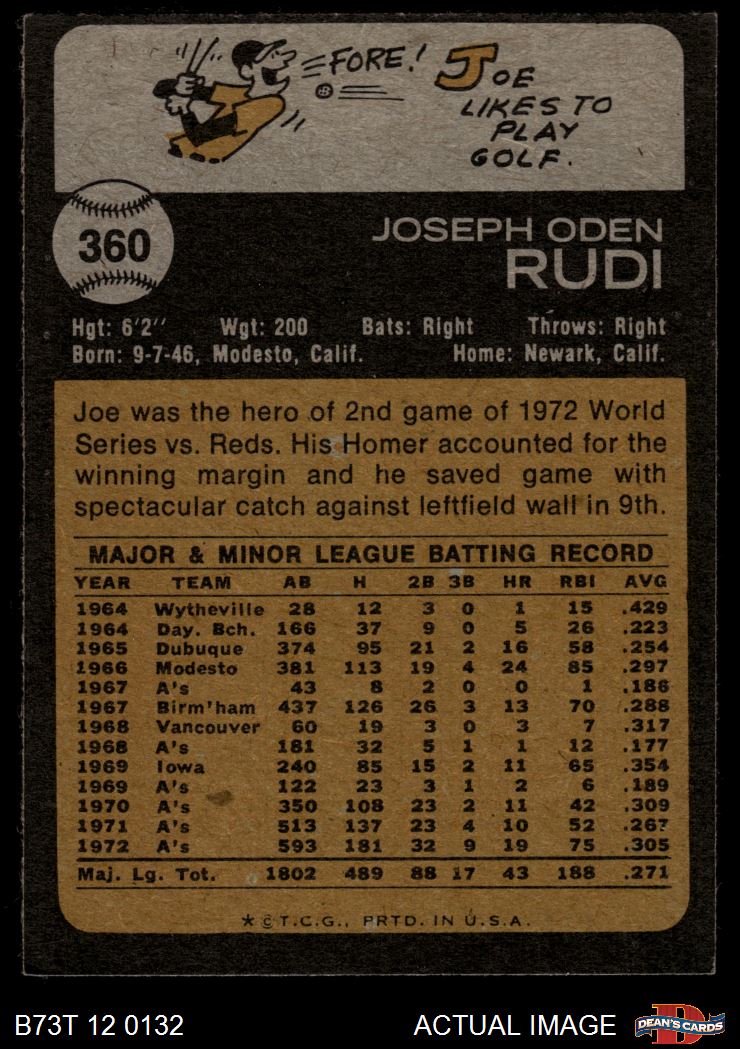 FORE!
JOE
LIKES TO
PLAY
GOLF.
360
JOSEPH ODEN
RUDI
Hgt: 6'2" Wgt: 200 Bats: Right Throws: Right
Born: 9-7-46, Modesto, Calif. Home: Newark, Calif.
Joe was the hero of 2nd game of 1972 World
Series vs. Reds. His Homer accounted for the
winning margin and he saved game with
spectacular catch against leftfield wall in 9th.
MAJOR & MINOR LEAGUE BATTING RECORD
YEAR TEAM AB H 2B 3B HR RBI AVG
1964 Wytheville 28 12 3 0 1 15 .429
1964 Day. Bch. 166 37 9 0 5 26 .223
1965 Dubuque 374 95 21 2 16 58 .254
1966 Modesto 381 113 19 4 24 85 .297
1967 A's 43 8 2 0 0 1 .186
1967 Birm'ham 437 126 26 3 13 70 .288
1968 Vancouver 60 19 3 0 3 7 .317
1968 A's 181 32 5 1 1 12 .177
1969 Iowa 240 85 15 2 11 65 .354
1969 A's 122 23 3 1 2 6 .189
1970 A's 350 108 23 2 11 42 .309
1971 A's 513 137 23 4 10 52 .267
1972 A's 593 181 32 9 19 75 .305
Maj. Lg. Tot. 1802 489 88 17 43 188 .271
*©T.C.G., PRTD. IN U.S.A.
B73T 12 0132 ACTUAL IMAGE
D
DEAN'S CARDS